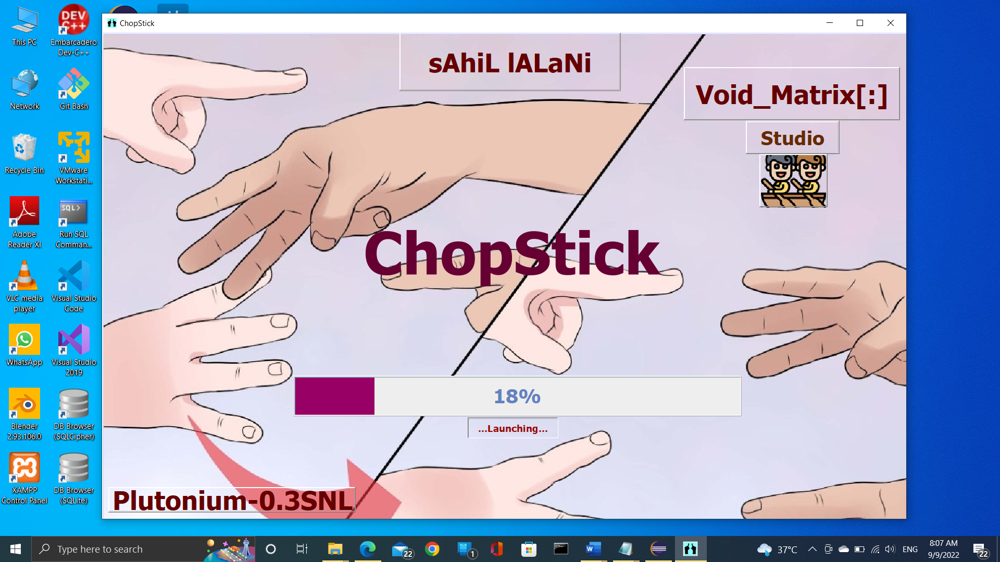 This PC
Embarcadero
Dev-C++
Network
Git Bash
Recycle Bin
VMware
Workstati...
Adobe
Reader XI
Run SQL
Comman...
VLC media
player
Visual Studio
Code
WhatsApp
Visual Studio
2019
Blender
2.93.106.0
DB Browser
(SQLCipher)
XAMPP
Control Panel
DB Browser
(SQLite)
DEV
C++
SQL>
ChopStick
sAhiL lALaNi
Void_Matrix[:]
Studio
ChopStick
18%
...Launching...
Plutonium-0.3SNL
Type here to search
22
1
W
37°C
ENG
8:07 AM
9/9/2022
22